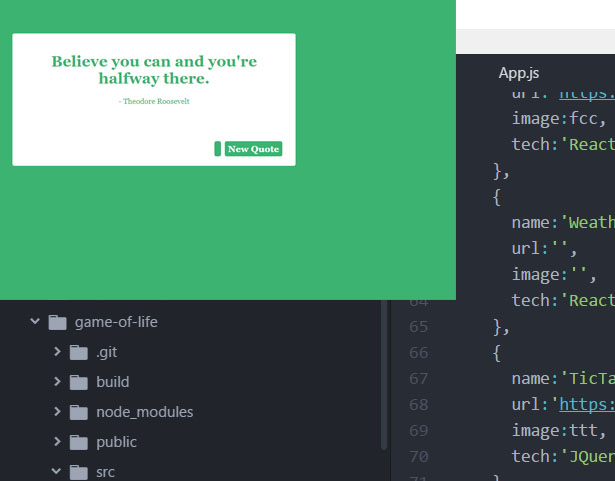 Believe you can and you're
halfway there.
- Theodore Roosevelt
New Quote
game-of-life
.git
build
node_modules
public
src
App.js
url:'https:
image:fcc,
tech:'React
},
{
name:'Weath
url:'',
image:'',
64 tech:'React
65 },
66 {
67 name:'TicTa
68 url:'https:
69 image:ttt,
70 tech:'JQuer
71 }